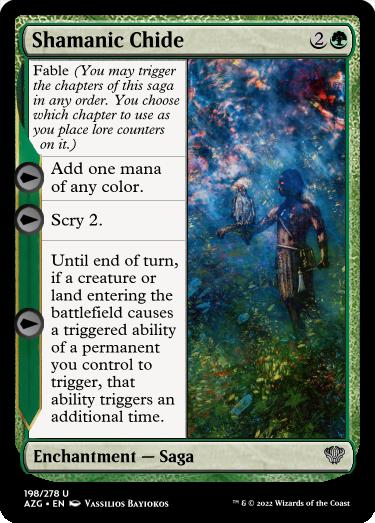 Shamanic Chide 2
Fable (You may trigger
the chapters of this saga
in any order. You choose
which chapter to use as
you place lore counters
on it.)
Add one mana
of any color.
Scry 2.
Until end of turn,
if a creature or
land entering the
battlefield causes
a triggered ability
of a permanent
you control to
trigger, that
ability triggers an
additional time.
Enchantment — Saga
198/278 U
AZG • EN Vassilios Bayiokos
™ & © 2022 Wizards of the Coast